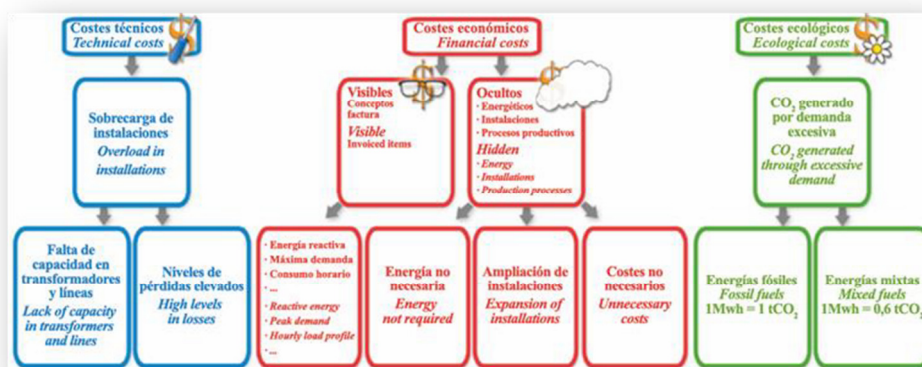 Costes técnicos
Technical costs
Costes económicos
Financial costs
Costes ecológicos
Ecological costs
Sobrecarga de
instalaciones
Overload in
installations
Visibles
Conceptos
factura
Visible
Invoiced items
Ocultos
· Energéticos
· Instalaciones
· Procesos productivos
Hidden
· Energy
· Installations
· Production processes
CO₂ generado
por demanda
excesiva
CO₂ generated
through excessive
demand
Falta de
capacidad en
transformadores
y líneas
Lack of capacity
in transformers
and lines
Niveles de
pérdidas elevados
High levels
in losses
· Energía reactiva
· Máxima demanda
· Consumo horario
· ...
· Reactive energy
· Peak demand
· Hourly load profile
· ...
Energía no
necesaria
Energy
not required
Ampliación de
instalaciones
Expansion of
installations
Costes no
necesarios
Unnecessary
costs
Energías fósiles
Fossil fuels
1Mwh = 1 tCO₂
Energías mixtas
Mixed fuels
1Mwh = 0,6 tCO₂